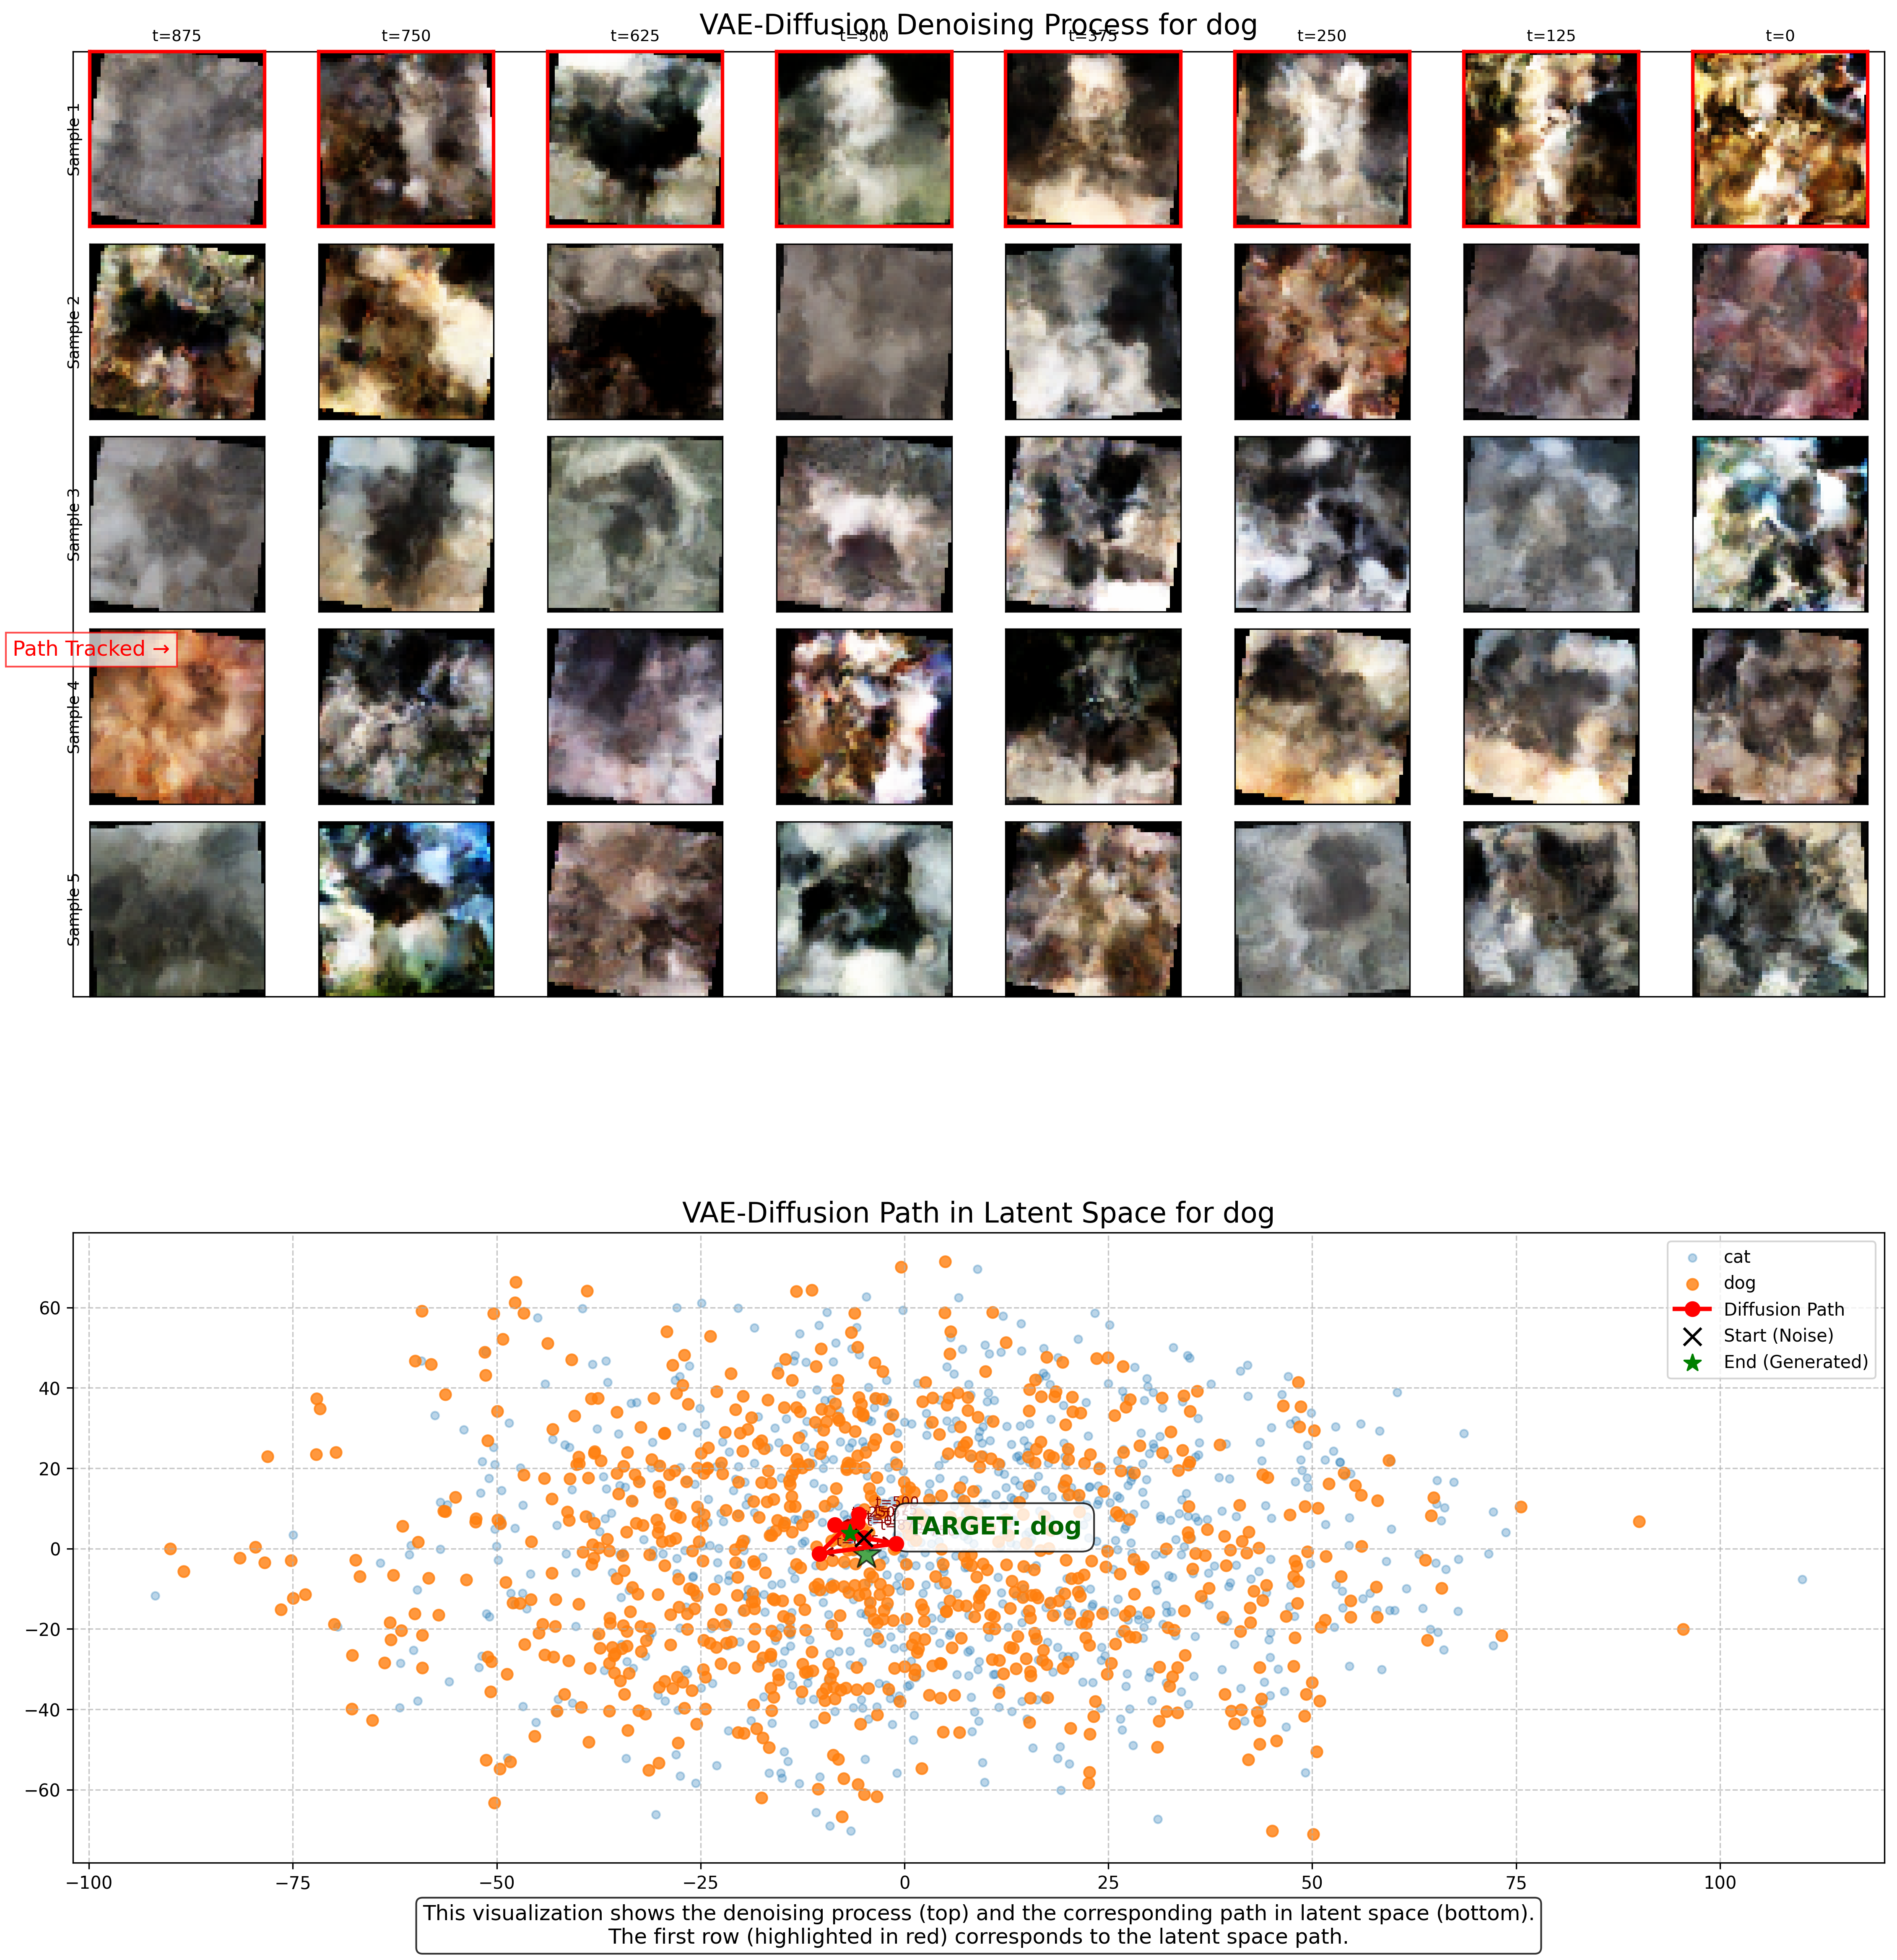 VAE-Diffusion Denoising Process for dog
t=875
t=750
t=625
t=500
t=375
t=250
t=125
t=0
Sample 1
Sample 2
Sample 3
Path Tracked →
Sample 4
Sample 5
VAE-Diffusion Path in Latent Space for dog
cat
dog
Diffusion Path
Start (Noise)
End (Generated)
60
40
20
0
−20
−40
−60
t=500
TARGET: dog
−100
−75
−50
−25
0
25
50
75
100
This visualization shows the denoising process (top) and the corresponding path in latent space (bottom).
The first row (highlighted in red) corresponds to the latent space path.